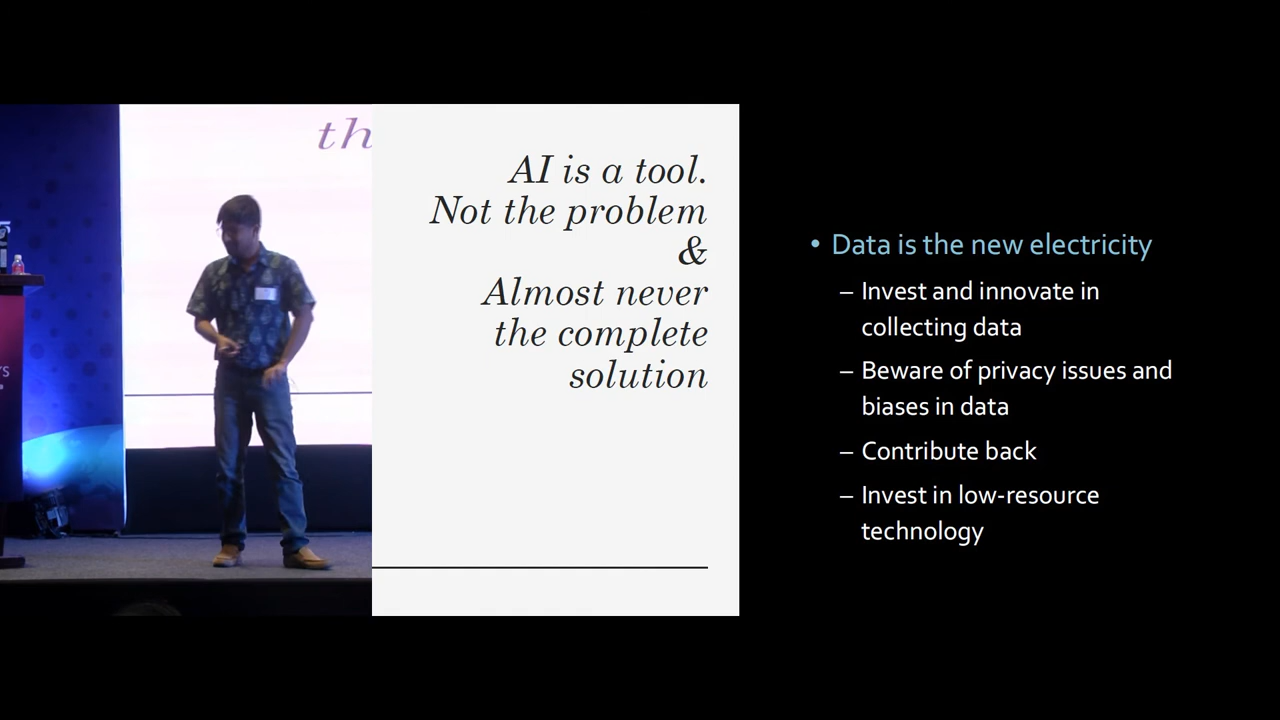 th
AI is a tool.
Not the problem
&
Almost never
the complete
solution
• Data is the new electricity
– Invest and innovate in
collecting data
– Beware of privacy issues and
biases in data
– Contribute back
– Invest in low-resource
technology